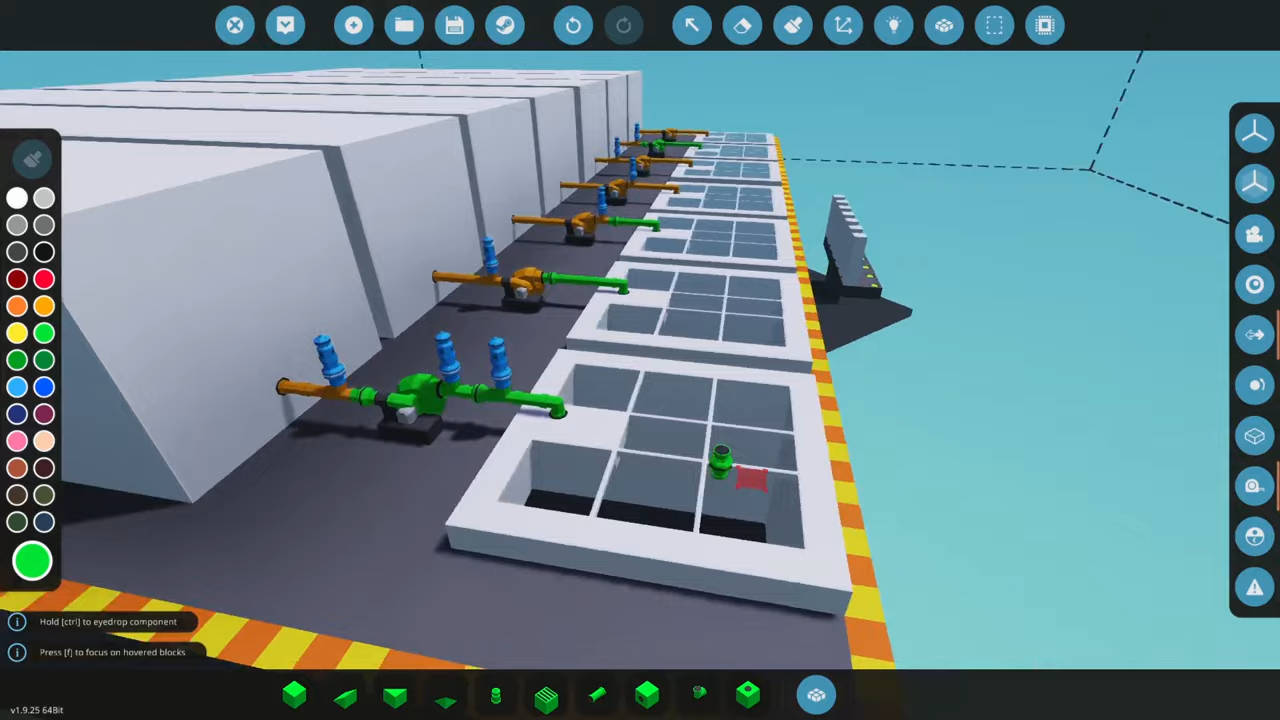 Hold [ctrl] to eyedrop component
Press [f] to focus on hovered blocks
v1.9.25 64Bit